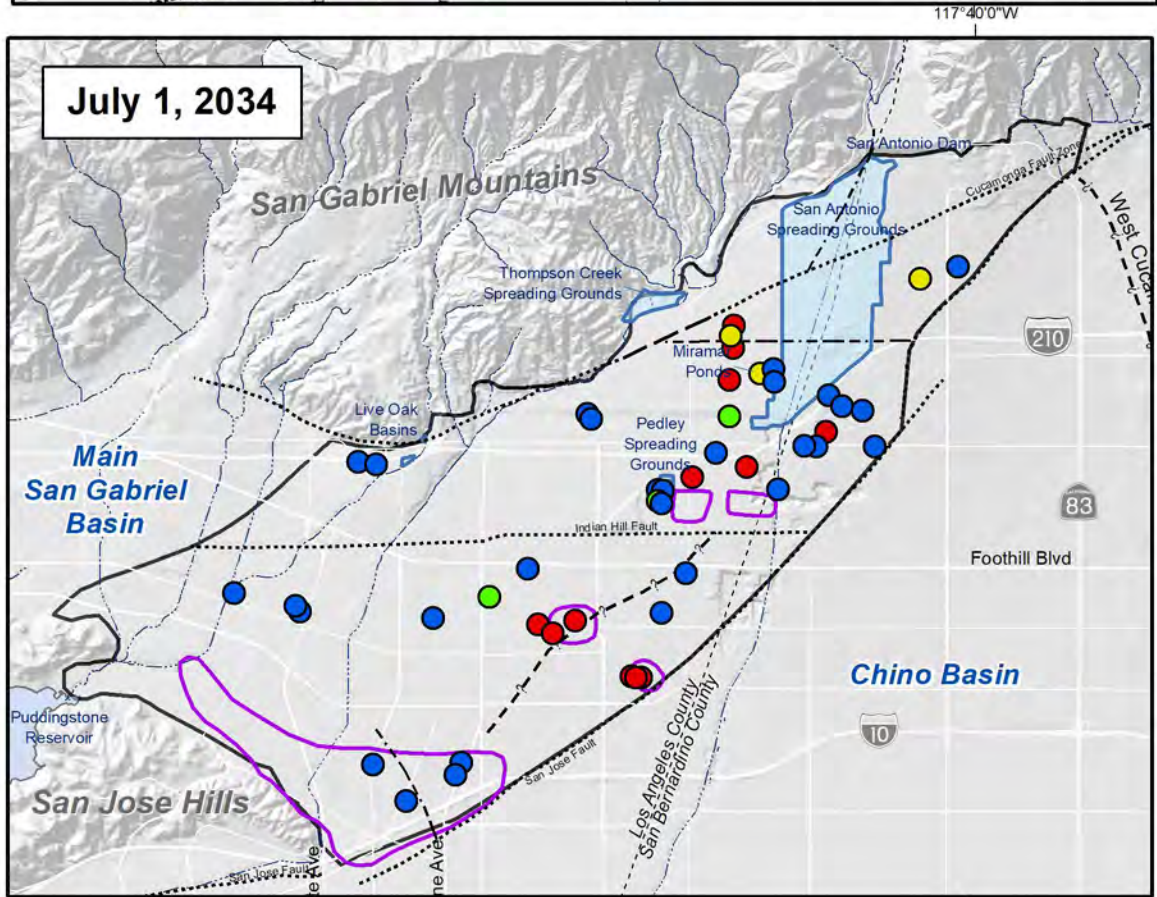 117°40'0"W
July 1, 2034
San Antonio Dam
Cucamonga Fault Zone
San Gabriel Mountains
San Antonio
Spreading Grounds
West Cucam
Thompson Creek
Spreading Grounds
210
Miramar
Ponds
Live Oak
Basins
Pedley
Spreading
Grounds
Main
San Gabriel
Basin
83
Indian Hill Fault
Foothill Blvd
?
?
?
?
?
Chino Basin
Los Angeles County
San Bernardino County
Puddingstone
Reservoir
10
San Jose Fault
San Jose Hills
San Jose Fault
te Ave
ne Ave